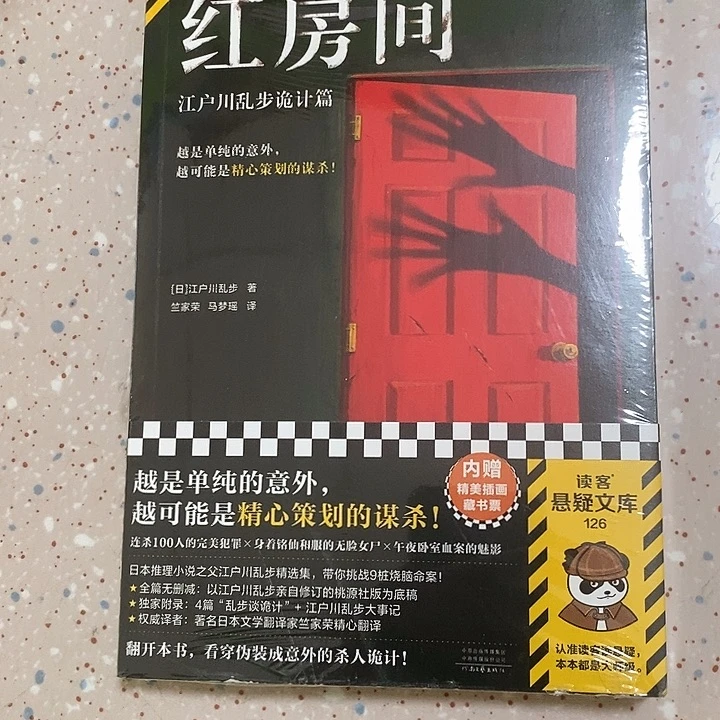 红房间
江户川乱步诡计篇
越是单纯的意外，
越可能是精心策划的谋杀！
[日]江户川乱步 著
竺家荣 马梦瑶 译
越是单纯的意外，
越可能是精心策划的谋杀！
内赠
精美插画
藏书票
连杀100人的完美犯罪×身着铭仙和服的无脸女尸×午夜卧室血案的魅影
日本推理小说之父江户川乱步精选集，带你挑战9桩烧脑命案！
★全篇无删减：以江户川乱步亲自修订的桃源社版为底稿
★独家附录：4篇“乱步谈诡计”+江户川乱步大事记
★权威译者：著名日本文学翻译家竺家荣精心翻译
翻开本书，看穿伪装成意外的杀人诡计！
读客
悬疑文库
126
认准读客
本本都是大
级。